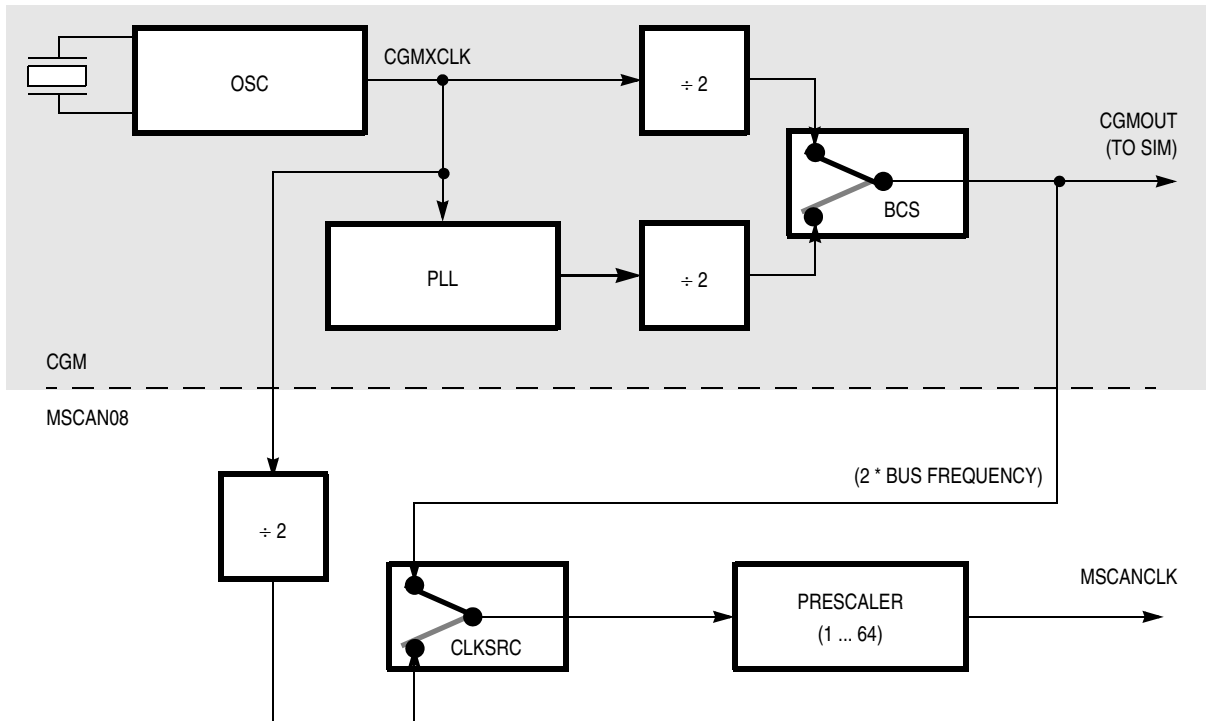 CGMXCLK
OSC
÷ 2
CGMOUT
(TO SIM)
BCS
PLL
÷ 2
CGM
MSCAN08
(2 * BUS FREQUENCY)
÷ 2
MSCANCLK
PRESCALER
(1 ... 64)
CLKSRC